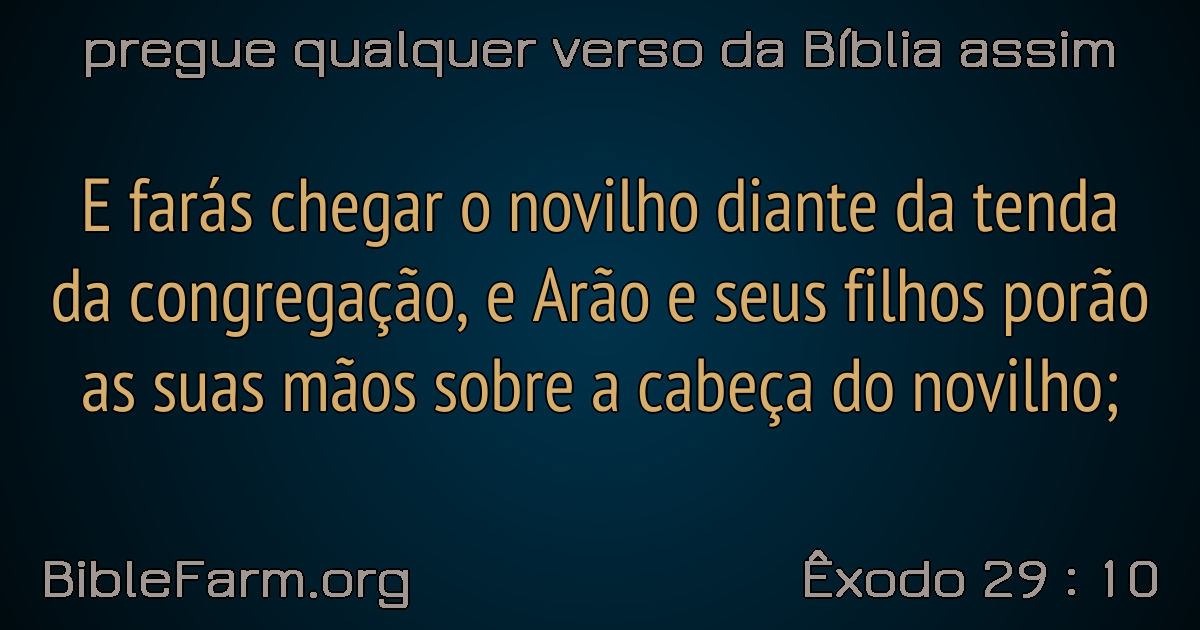 pregue qualquer verso da Bíblia assim
E farás chegar o novilho diante da tenda
da congregação, e Arão e seus filhos porão
as suas mãos sobre a cabeça do novilho;
BibleFarm.org
Êxodo 29 : 10